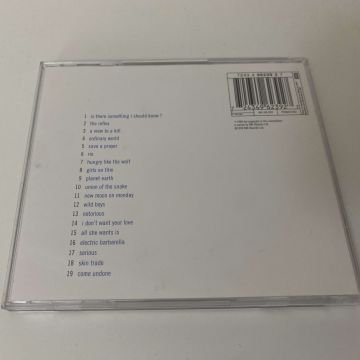 1 is there something i should know?
2 the reflex
3 a view to a kill
4 ordinary world
5 save a prayer
6 rio
7 hungry like the wolf
8 girls on film
9 planet earth
10 union of the snake
11 new moon on monday
12 wild boys
13 notorious
14 i don't want your love
15 all she wants is
16 electric barbarella
17 serious
18 skin trade
19 come undone